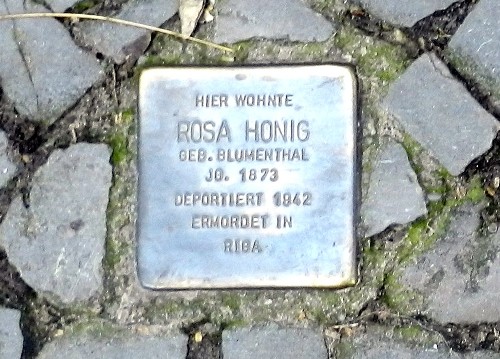 HIER WOHNTE
ROSA HONIG
GEB. BLUMENTHAL
JG. 1873
DEPORTIERT 1942
ERMORDET IN
RIGA